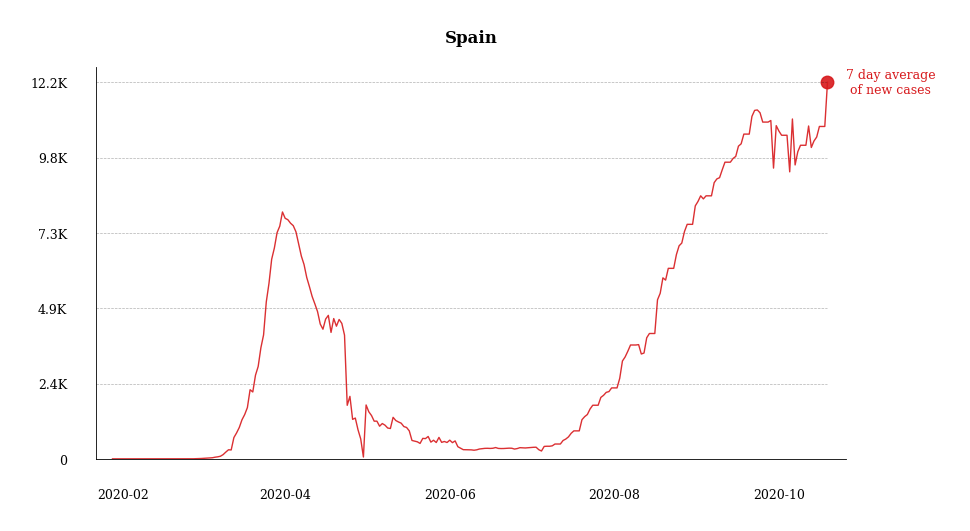 Spain
12.2K
7 day average
of new cases
9.8K
7.3K
4.9K
2.4K
0
2020-02
2020-04
2020-06
2020-08
2020-10